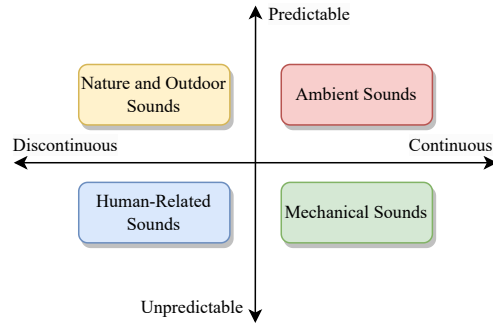 Predictable
Nature and Outdoor
Sounds
Ambient Sounds
Discontinuous
Continuous
Human-Related
Sounds
Mechanical Sounds
Unpredictable